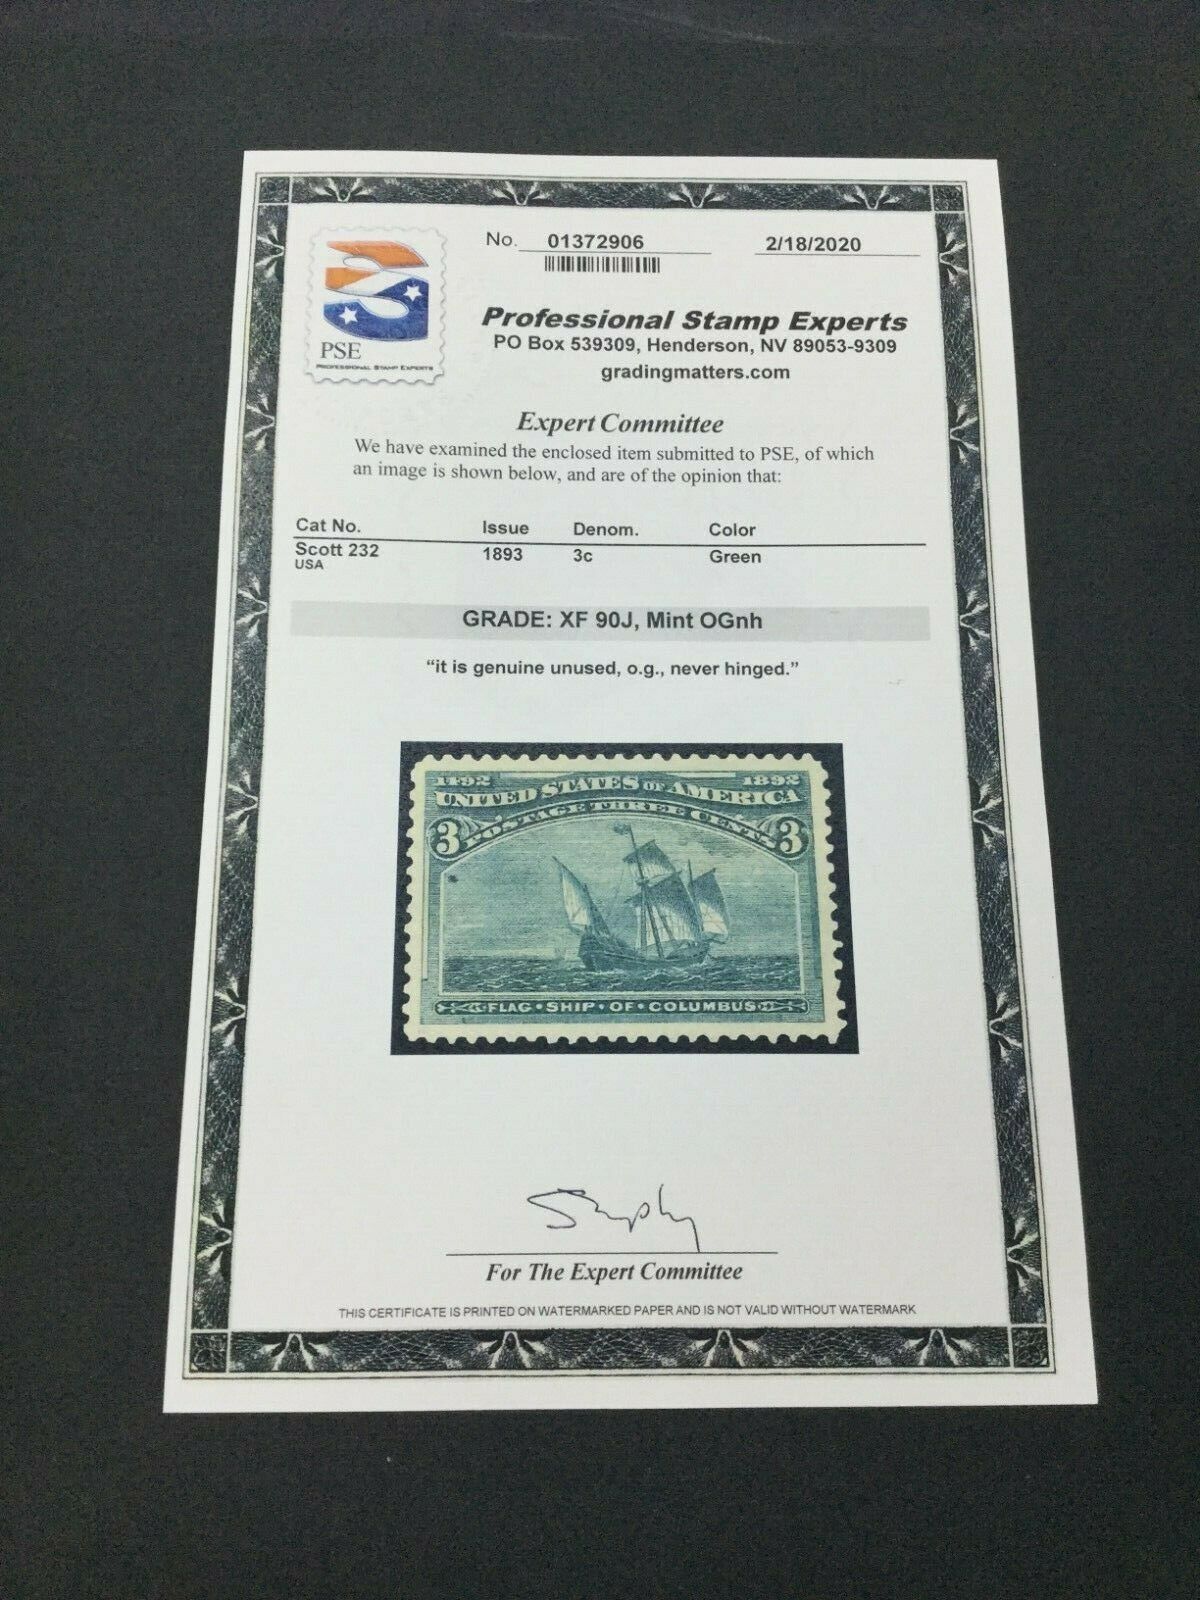 No. 01372906 2/18/2020
PSE
PROFESSIONAL STAMP EXPERTS
Professional Stamp Experts
PO Box 539309, Henderson, NV 89053-9309
gradingmatters.com
Expert Committee
We have examined the enclosed item submitted to PSE, of which
an image is shown below, and are of the opinion that:
Cat No. Issue Denom. Color
Scott 232 1893 3c Green
USA
GRADE: XF 90J, Mint OGnh
“it is genuine unused, o.g., never hinged.”
1492 1892
UNITED STATES OF AMERICA
3 POSTAGE THREE CENTS 3
FLAG·SHIP·OF·COLUMBUS
For The Expert Committee
THIS CERTIFICATE IS PRINTED ON WATERMARKED PAPER AND IS NOT VALID WITHOUT WATERMARK